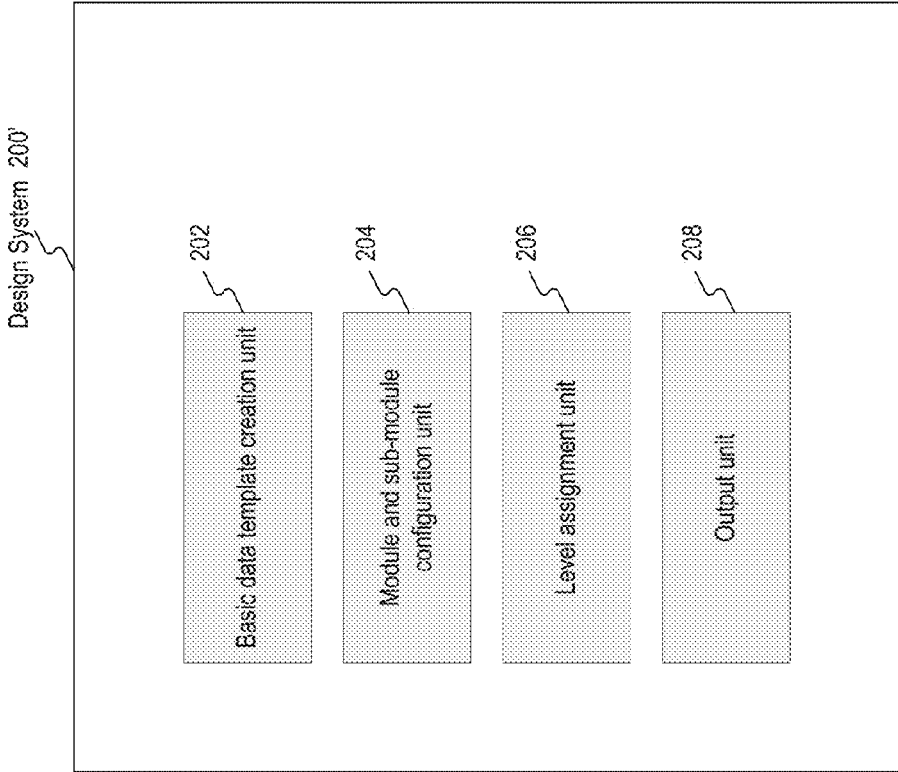 Design System 200'
Basic data template creation unit
202
Module and sub-module
configuration unit
204
Level assignment unit
206
Output unit
208